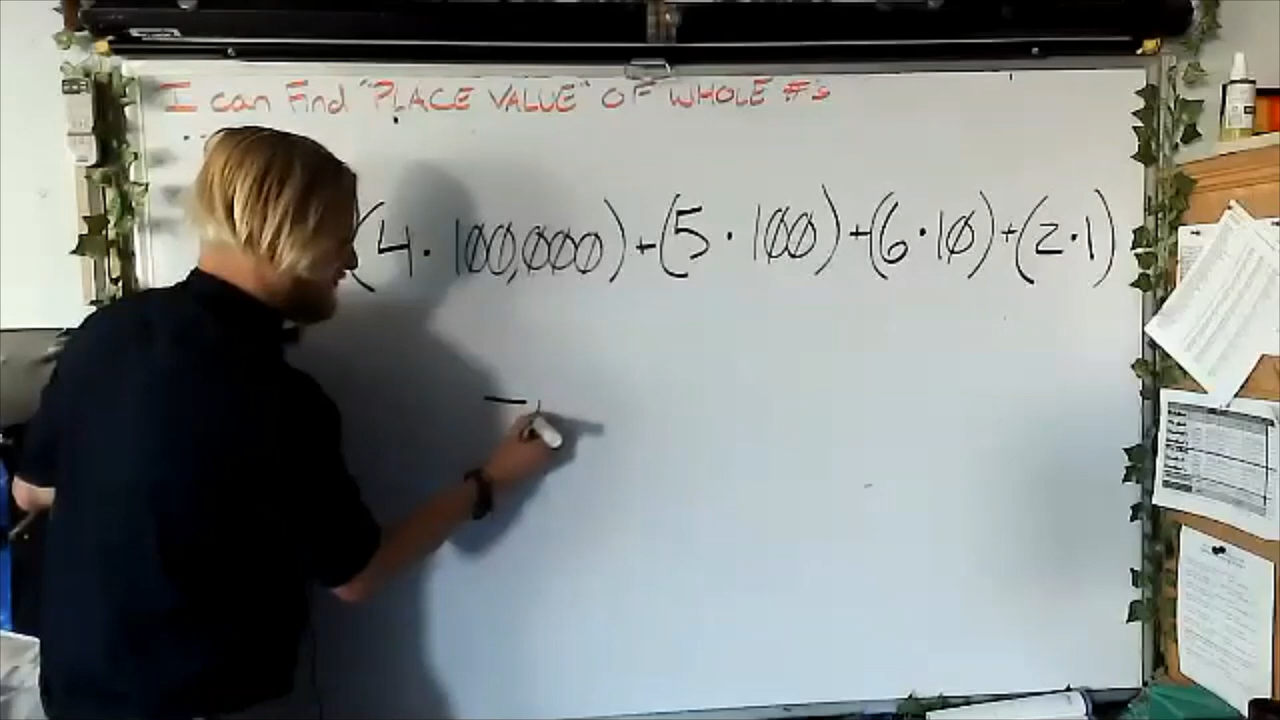 I can Find "PLACE VALUE" OF WHOLE #s
(4 · 100,000) + (5 · 100) + (6 · 10) + (2 · 1)